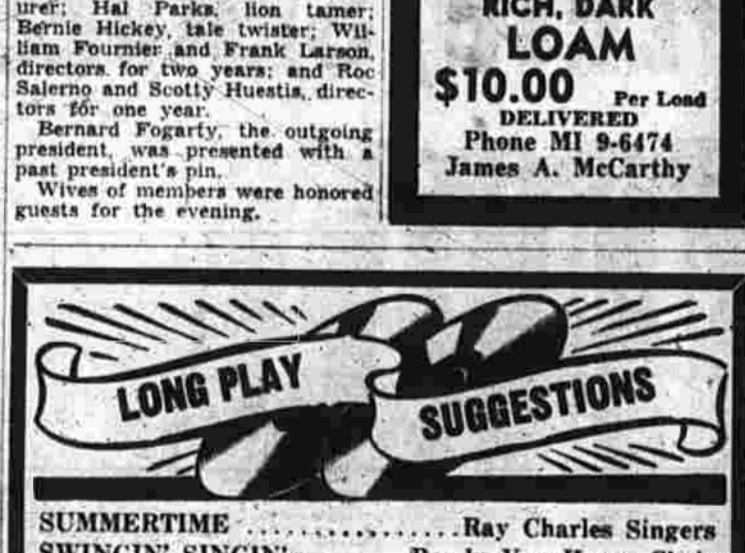 urer; Hal Parks, lion tamer;
Bernie Hickey, tale twister; Wil-
liam Fournier and Frank Larson,
directors for two years; and Roc
Salerno and Scotty Huestis, direc-
tors for one year.
Bernard Fogarty, the outgoing
president, was presented with a
past president's pin.
Wives of members were honored
guests for the evening.
RICH, DARK
LOAM
$10.00 Per Load
DELIVERED
Phone MI 9-6474
James A. McCarthy
LONG PLAY
SUGGESTIONS
SUMMERTIME ................Ray Charles Singers
SWINGIN' SINGIN'